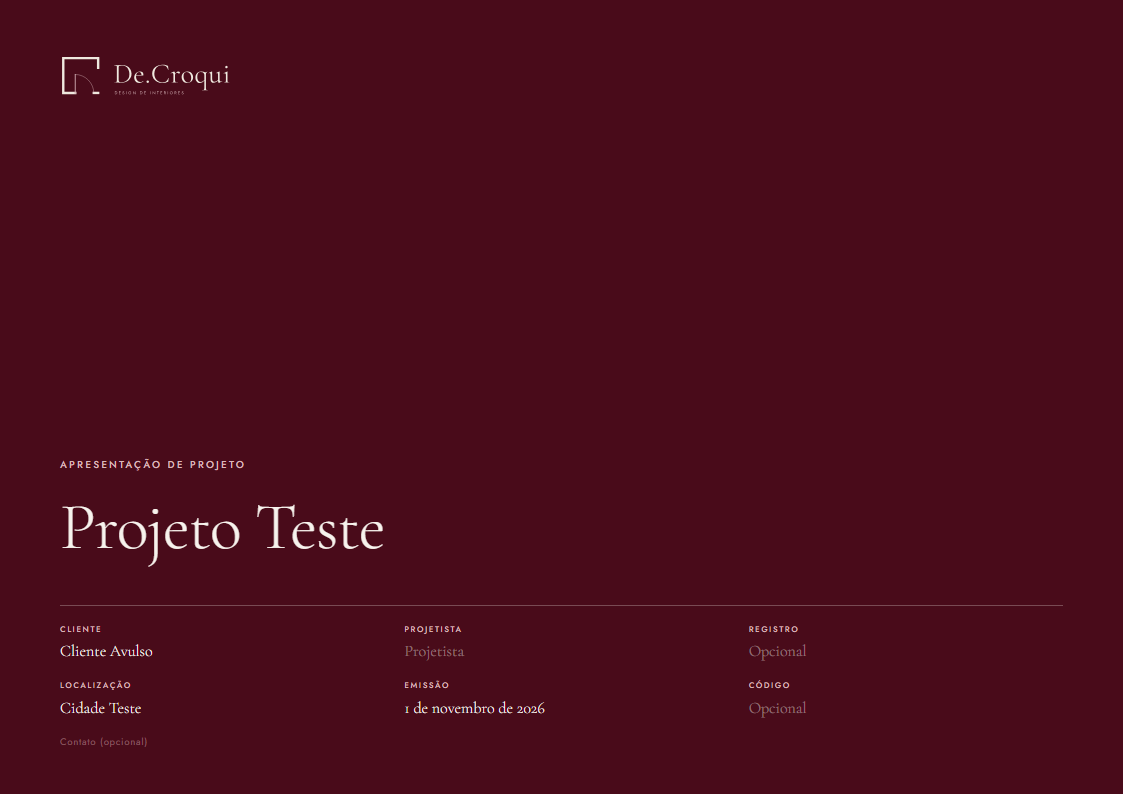 De.Croqui
DESIGN DE INTERIORES
APRESENTAÇÃO DE PROJETO
Projeto Teste
CLIENTE
Cliente Avulso
PROJETISTA
Projetista
REGISTRO
Opcional
LOCALIZAÇÃO
Cidade Teste
EMISSÃO
1 de novembro de 2026
CÓDIGO
Opcional
Contato (opcional)